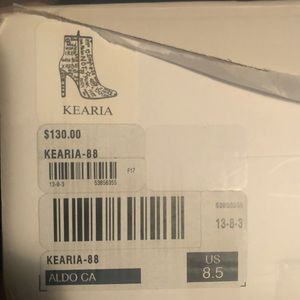 KEARIA
$130.00
KEARIA-88
F17
13-8-3
53856355
13-8-3
KEARIA-88
US
ALDO CA
8.5